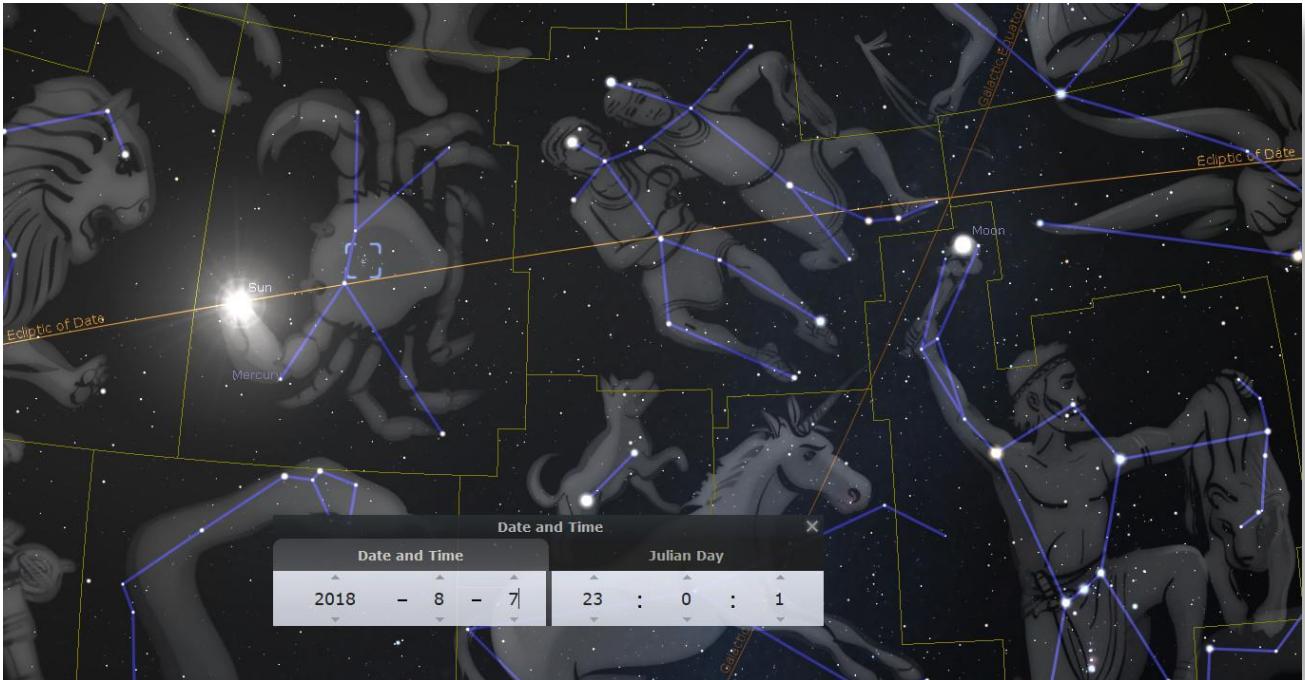 Galactic Equator
Ecliptic of Date
Moon
Sun
Ecliptic of Date
Mercury
Date and Time ×
Date and Time Julian Day
2018 – 8 – 7 23 : 0 : 1